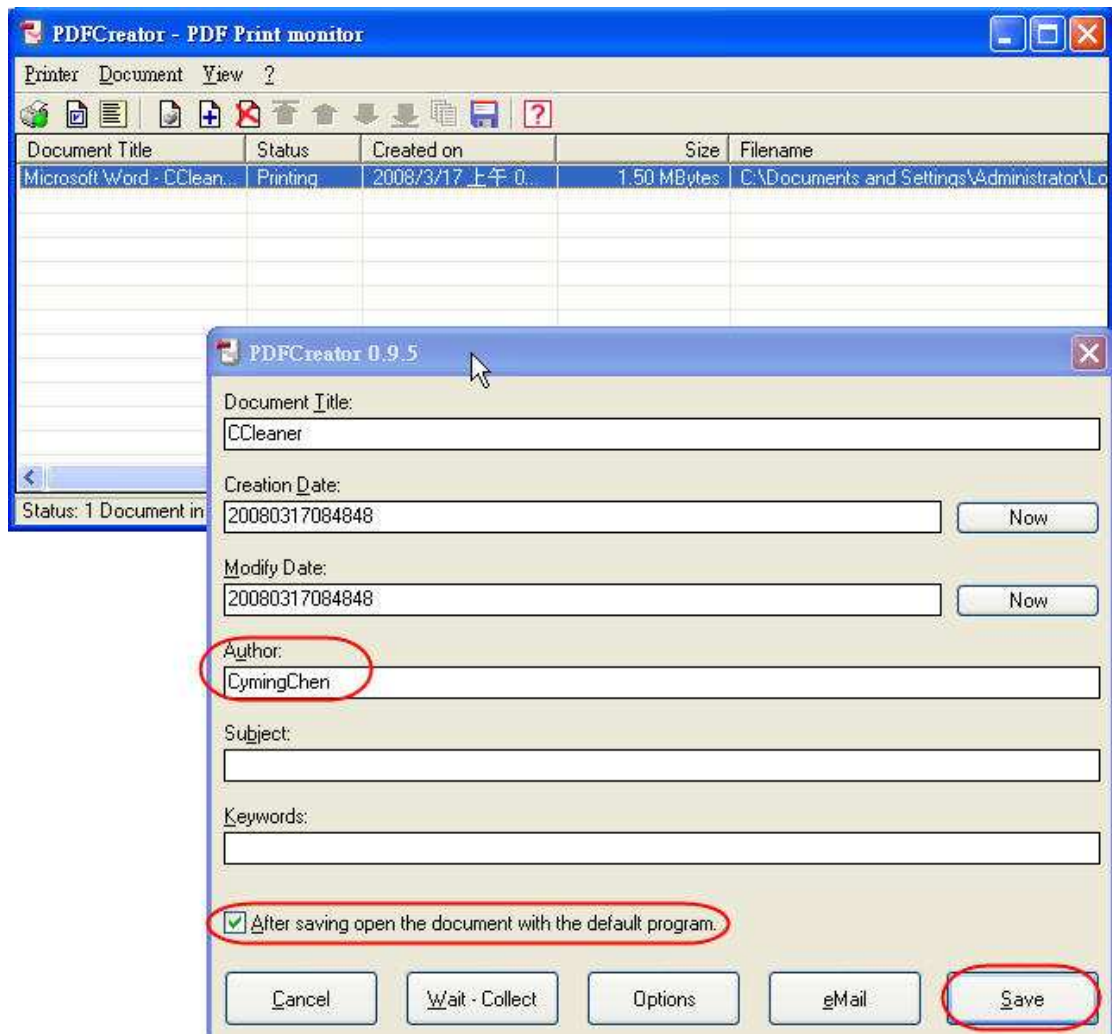 PDFCreator - PDF Print monitor
Printer Document View ?
Document Title Status Created on Size Filename
Microsoft Word - CClean... Printing 2008/3/17 上午 0... 1.50 MBytes C:\Documents and Settings\Administrator\Lo
Status: 1 Document in
PDFCreator 0.9.5
Document Title:
CCleaner
Creation Date:
20080317084848
Now
Modify Date:
20080317084848
Now
Author:
CymingChen
Subject:
Keywords:
After saving open the document with the default program.
Cancel Wait - Collect Options eMail Save